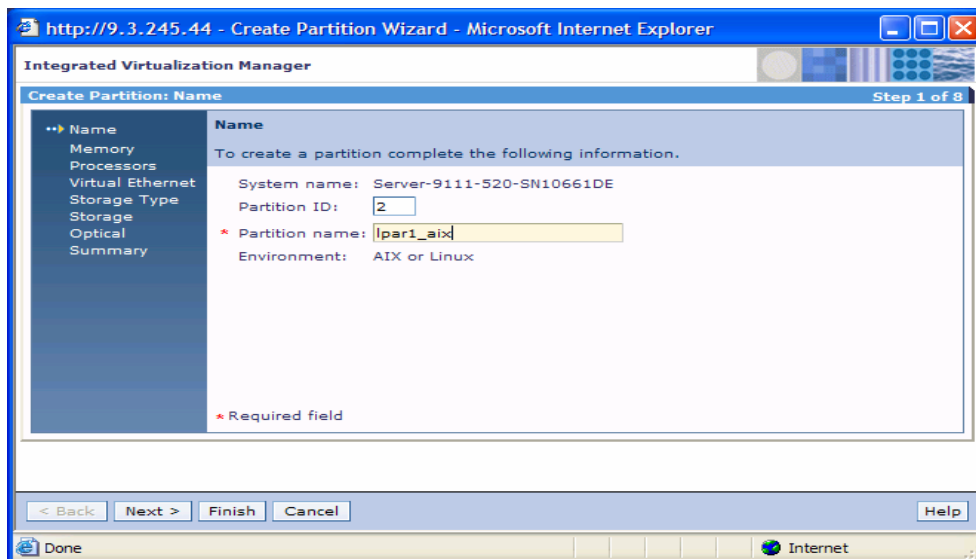 http://9.3.245.44 - Create Partition Wizard - Microsoft Internet Explorer
Integrated Virtualization Manager
Create Partition: Name Step 1 of 8
Name
Memory
Processors
Virtual Ethernet
Storage Type
Storage
Optical
Summary
Name
To create a partition complete the following information.
System name: Server-9111-520-SN10661DE
Partition ID: 2
* Partition name: lpar1_aix
Environment: AIX or Linux
* Required field
< Back Next > Finish Cancel Help
Done Internet